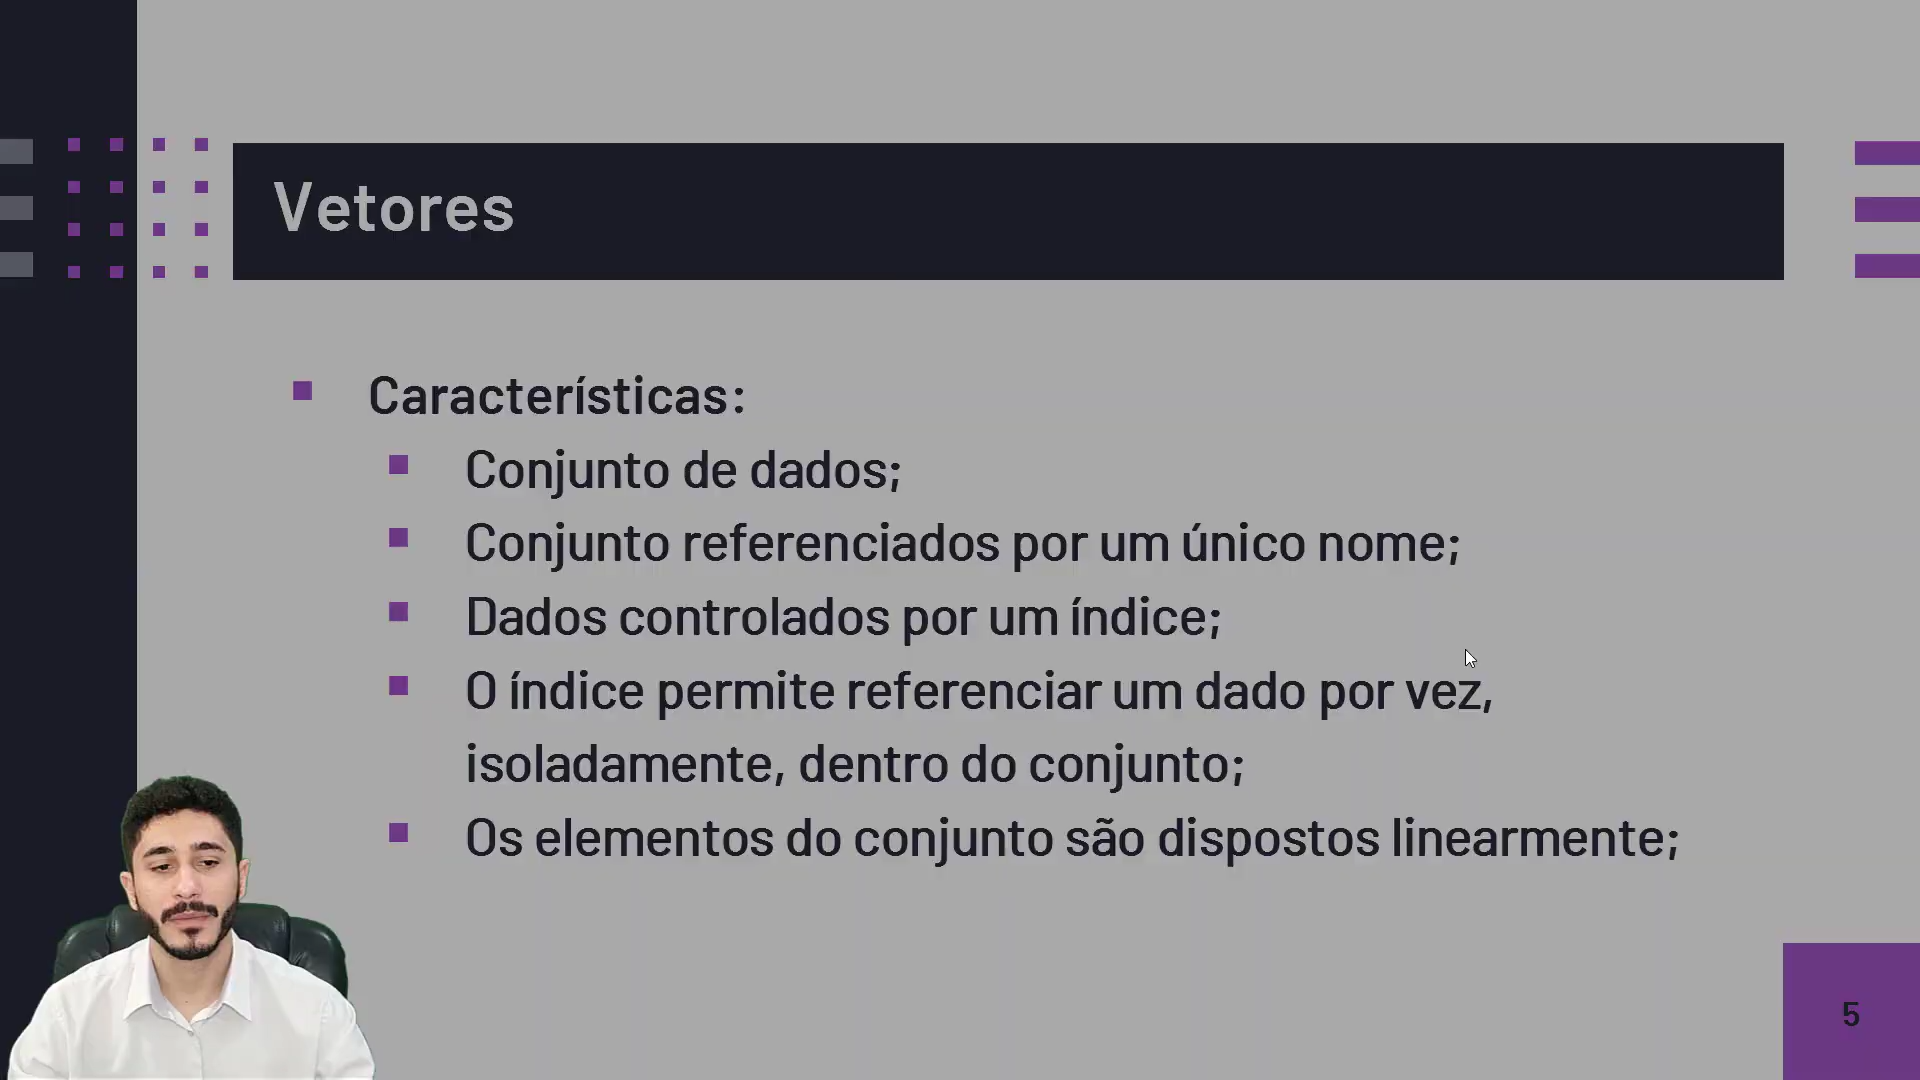 Vetores
Características:
Conjunto de dados;
Conjunto referenciados por um único nome;
Dados controlados por um índice;
O índice permite referenciar um dado por vez,
isoladamente, dentro do conjunto;
Os elementos do conjunto são dispostos linearmente;
5